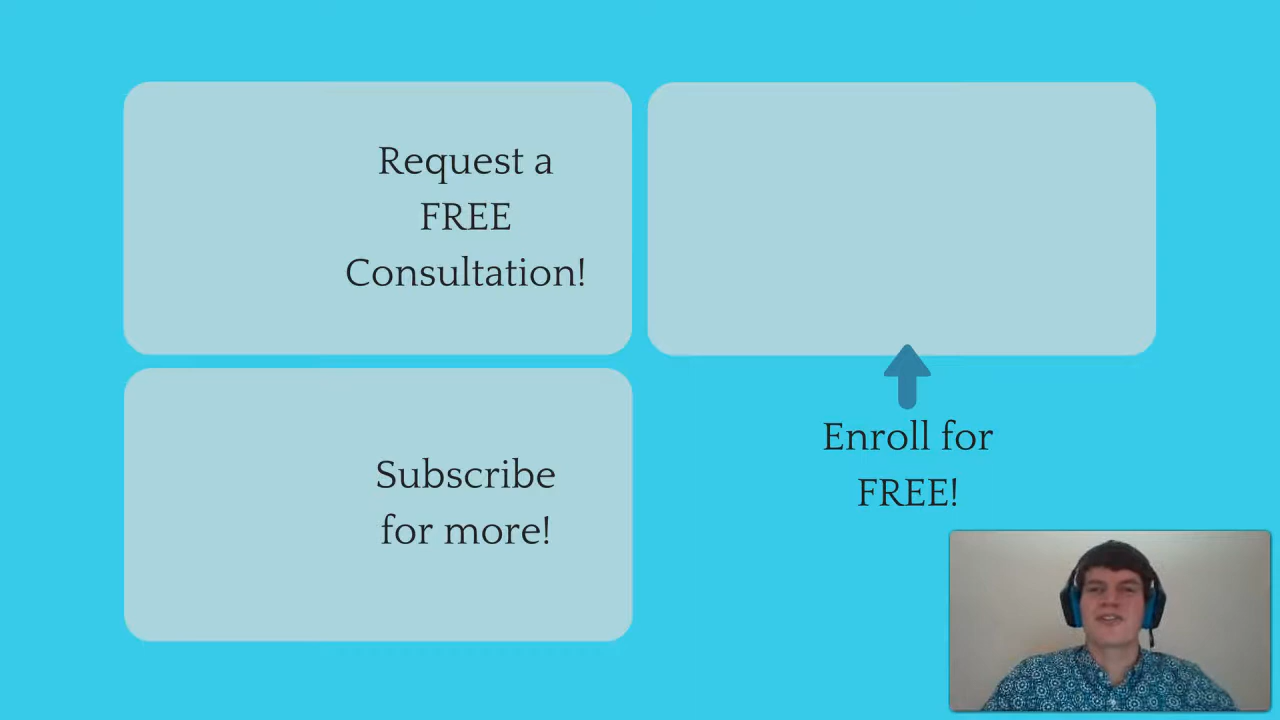 Request a
FREE
Consultation!
Subscribe
for more!
Enroll for
FREE!